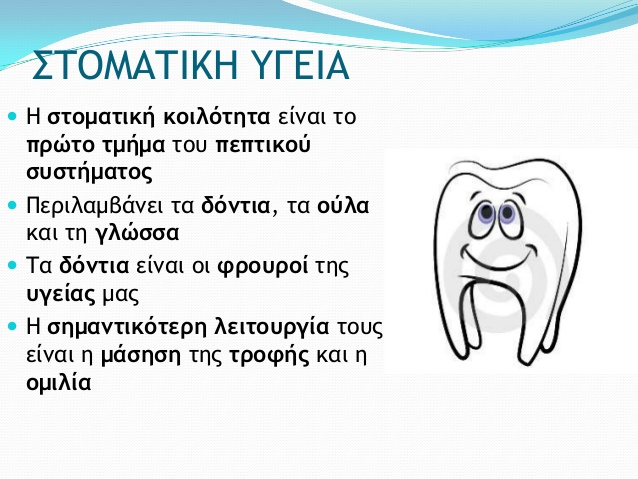 ΣΤΟΜΑΤΙΚΗ ΥΓΕΙΑ
Η στοματική κοιλότητα είναι το
πρώτο τμήμα του πεπτικού
συστήματος
Περιλαμβάνει τα δόντια, τα ούλα
και τη γλώσσα
Τα δόντια είναι οι φρουροί της
υγείας μας
Η σημαντικότερη λειτουργία τους
είναι η μάσηση της τροφής και η
ομιλία